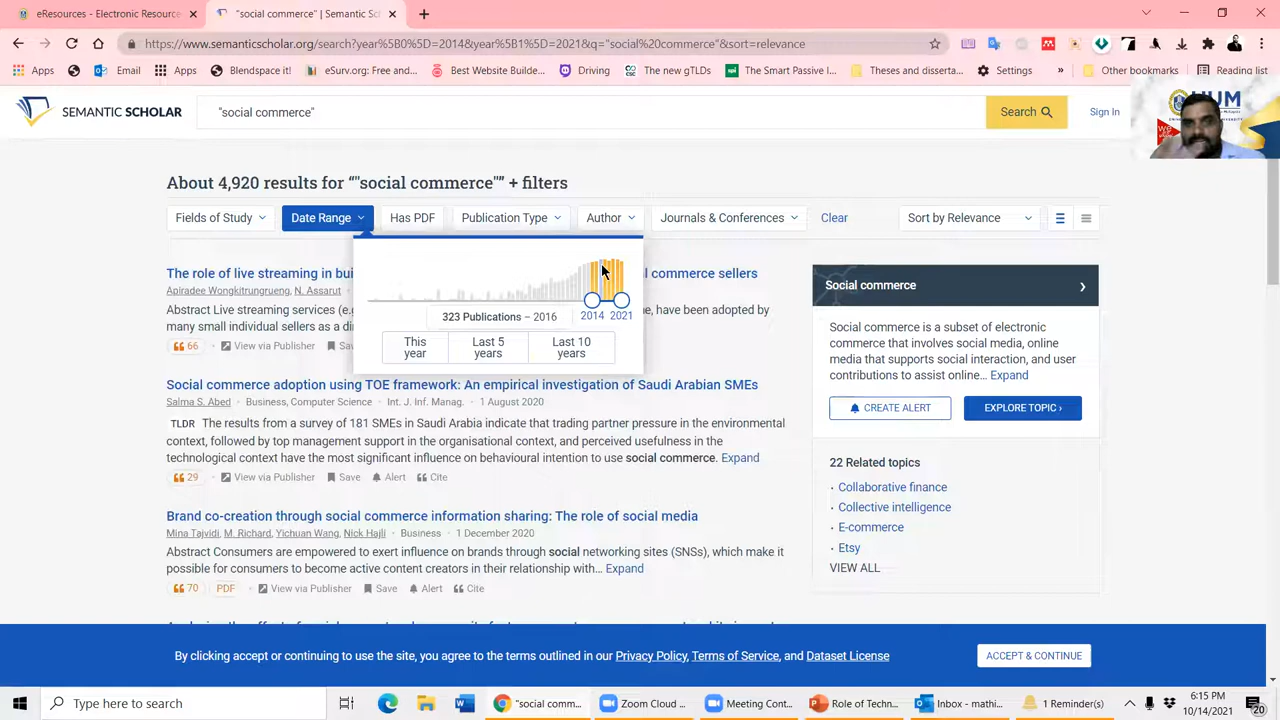 eResources - Electronic Resourc
"social commerce" | Semantic Sch
https://www.semanticscholar.org/search?year%5B0%5D=2014&year%5B1%5D=2021&q="social%20commerce"&sort=relevance
Apps
Email
Apps
Blendspace it!
eSurv.org: Free and...
Best Website Builde...
Driving
The new gTLDs
The Smart Passive I...
Theses and disserta...
Settings
»
Other bookmarks
Reading list
SEMANTIC SCHOLAR
"social commerce"
Search
Sign In
About 4,920 results for “"social commerce"” + filters
Fields of Study
Date Range
Has PDF
Publication Type
Author
Journals & Conferences
Clear
Sort by Relevance
323 Publications – 2016
2014 2021
This year
Last 5 years
Last 10 years
The role of live streaming in bui
l commerce sellers
Apiradee Wongkitrungrueng, N. Assarut
Abstract Live streaming services (e.g
e, have been adopted by
many small individual sellers as a di
66 View via Publisher
Social commerce adoption using TOE framework: An empirical investigation of Saudi Arabian SMEs
Salma S. Abed · Business, Computer Science · Int. J. Inf. Manag. · 1 August 2020
TLDR The results from a survey of 181 SMEs in Saudi Arabia indicate that trading partner pressure in the environmental
context, followed by top management support in the organisational context, and perceived usefulness in the
technological context have the most significant influence on behavioural intention to use social commerce. Expand
29 View via Publisher Save Alert Cite
Brand co-creation through social commerce information sharing: The role of social media
Mina Tajvidi, M. Richard, Yichuan Wang, Nick Hajli · Business · 1 December 2020
Abstract Consumers are empowered to exert influence on brands through social networking sites (SNSs), which make it
possible for consumers to become active content creators in their relationship with... Expand
70 PDF View via Publisher Save Alert Cite
Social commerce
Social commerce is a subset of electronic
commerce that involves social media, online
media that supports social interaction, and user
contributions to assist online... Expand
CREATE ALERT
EXPLORE TOPIC ›
22 Related topics
Collaborative finance
Collective intelligence
E-commerce
Etsy
VIEW ALL
By clicking accept or continuing to use the site, you agree to the terms outlined in our Privacy Policy, Terms of Service, and Dataset License
ACCEPT & CONTINUE
Type here to search
"social comm...
Zoom Cloud ...
Meeting Cont...
Role of Techn...
Inbox - mathi...
1 Reminder(s)
6:15 PM
10/14/2021
20